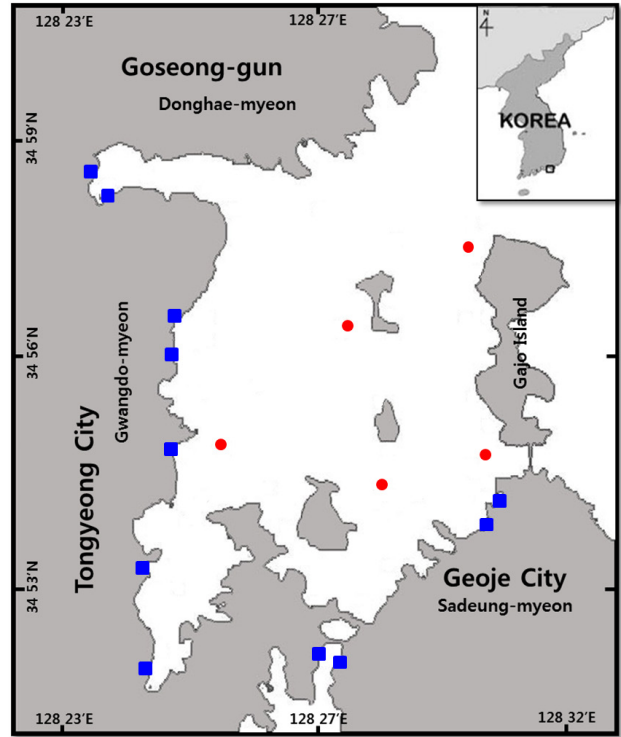 128 23′E
128 27′E
N
4
Goseong-gun
Donghae-myeon
KOREA
34 59′N
34 56′N
34 53′N
Gwangdo-myeon
Tongyeong City
Gajo Island
Geoje City
Sadeung-myeon
128 23′E
128 27′E
128 32′E